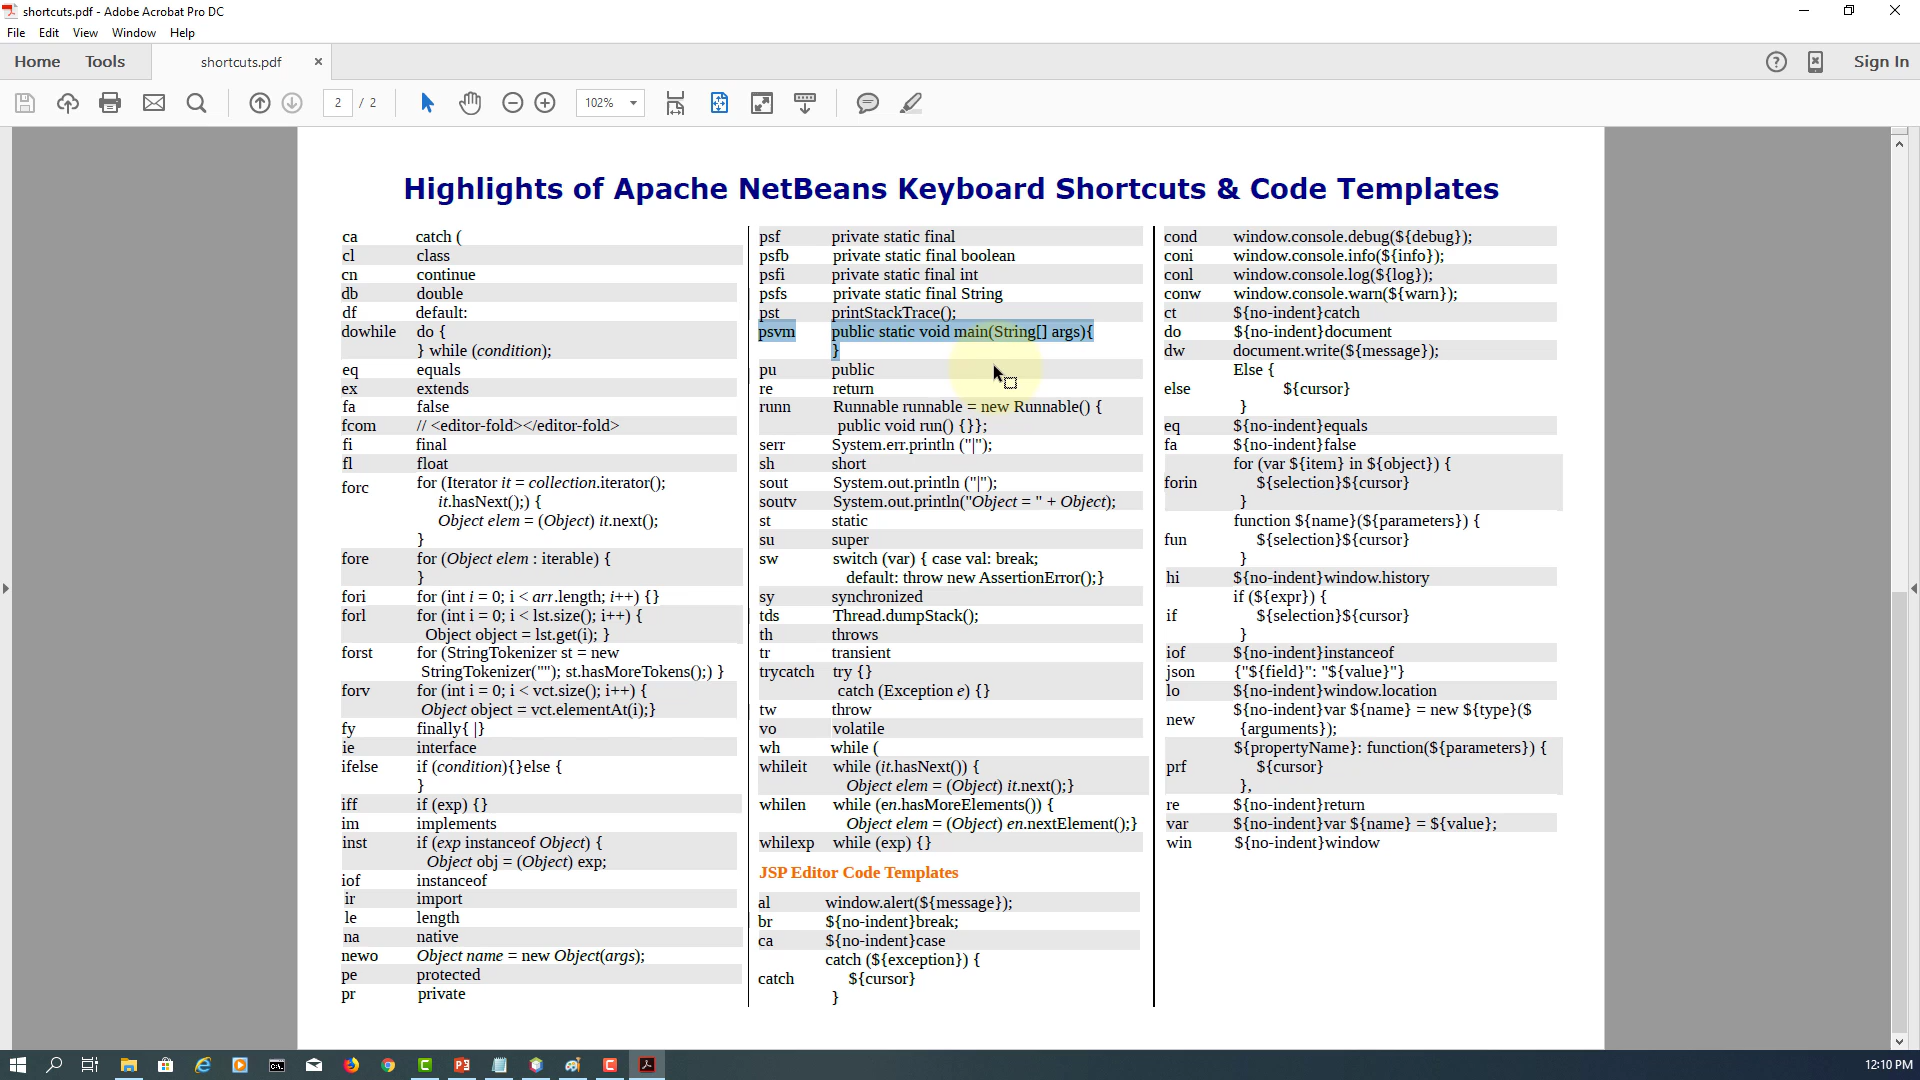 shortcuts.pdf - Adobe Acrobat Pro DC
File Edit View Window Help
Home Tools shortcuts.pdf × Sign In
2 / 2 102%
Highlights of Apache NetBeans Keyboard Shortcuts & Code Templates
ca catch (
cl class
cn continue
db double
df default:
dowhile do {
} while (condition);
eq equals
ex extends
fa false
fcom // <editor-fold></editor-fold>
fi final
fl float
forc for (Iterator it = collection.iterator();
it.hasNext();) {
Object elem = (Object) it.next();
}
fore for (Object elem : iterable) {
}
fori for (int i = 0; i < arr.length; i++) {}
forl for (int i = 0; i < lst.size(); i++) {
Object object = lst.get(i); }
forst for (StringTokenizer st = new
StringTokenizer(""); st.hasMoreTokens();) }
forv for (int i = 0; i < vct.size(); i++) {
Object object = vct.elementAt(i);}
fy finally{ |}
ie interface
ifelse if (condition){}else {
}
iff if (exp) {}
im implements
inst if (exp instanceof Object) {
Object obj = (Object) exp;
iof instanceof
ir import
le length
na native
newo Object name = new Object(args);
pe protected
pr private
psf private static final
psfb private static final boolean
psfi private static final int
psfs private static final String
pst printStackTrace();
psvm public static void main(String[] args){
}
pu public
re return
runn Runnable runnable = new Runnable() {
public void run() {}};
serr System.err.println ("|");
sh short
sout System.out.println ("|");
soutv System.out.println("Object = " + Object);
st static
su super
sw switch (var) { case val: break;
default: throw new AssertionError();}
sy synchronized
tds Thread.dumpStack();
th throws
tr transient
trycatch try {}
catch (Exception e) {}
tw throw
vo volatile
wh while (
whileit while (it.hasNext()) {
Object elem = (Object) it.next();}
whilen while (en.hasMoreElements()) {
Object elem = (Object) en.nextElement();}
whilexp while (exp) {}
JSP Editor Code Templates
al window.alert(${message});
br ${no-indent}break;
ca ${no-indent}case
catch (${exception}) {
catch ${cursor}
}
cond window.console.debug(${debug});
coni window.console.info(${info});
conl window.console.log(${log});
conw window.console.warn(${warn});
ct ${no-indent}catch
do ${no-indent}document
dw document.write(${message});
Else {
else ${cursor}
}
eq ${no-indent}equals
fa ${no-indent}false
for (var ${item} in ${object}) {
forin ${selection}${cursor}
}
function ${name}(${parameters}) {
fun ${selection}${cursor}
}
hi ${no-indent}window.history
if (${expr}) {
if ${selection}${cursor}
}
iof ${no-indent}instanceof
json {"${field}": "${value}"}
lo ${no-indent}window.location
new ${no-indent}var ${name} = new ${type}($
{arguments});
${propertyName}: function(${parameters}) {
prf ${cursor}
},
re ${no-indent}return
var ${no-indent}var ${name} = ${value};
win ${no-indent}window
12:10 PM